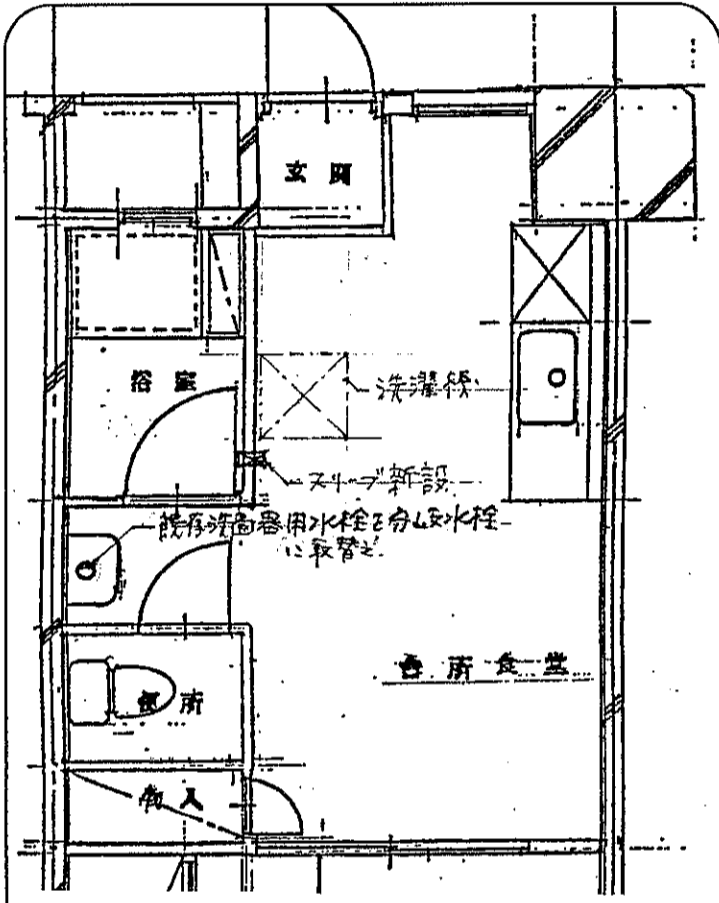 玄関
浴室
洗濯機
スリーブ新設
既存洗面器用水栓を分岐水栓
に取替え
台所食堂
便所
物入